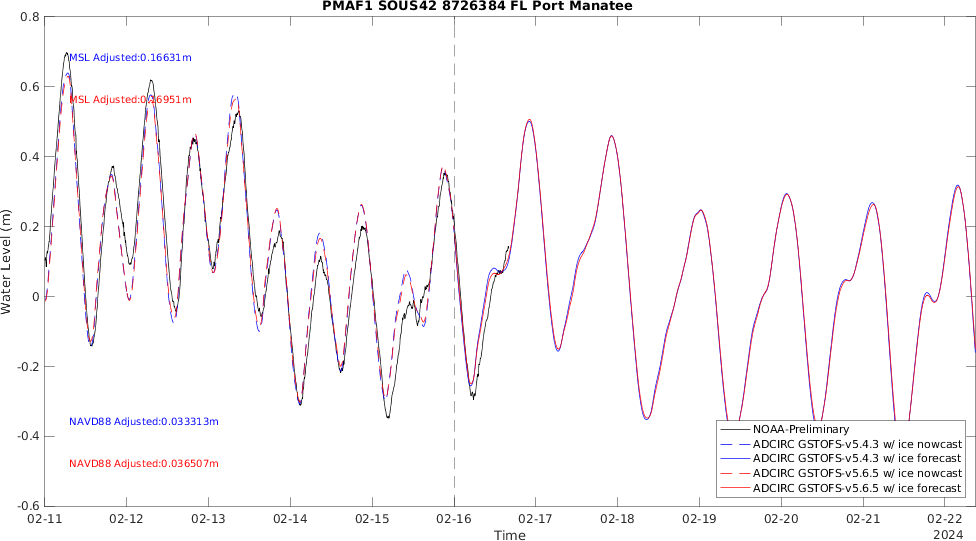 PMAF1 SOUS42 8726384 FL Port Manatee
0.8
0.6
0.4
0.2
0
-0.2
-0.4
-0.6
Water Level (m)
MSL Adjusted:0.16631m
MSL Adjusted:0.16951m
NAVD88 Adjusted:0.033313m
NAVD88 Adjusted:0.036507m
NOAA-Preliminary
ADCIRC GSTOFS-v5.4.3 w/ ice nowcast
ADCIRC GSTOFS-v5.4.3 w/ ice forecast
ADCIRC GSTOFS-v5.6.5 w/ ice nowcast
ADCIRC GSTOFS-v5.6.5 w/ ice forecast
02-11 02-12 02-13 02-14 02-15 02-16 02-17 02-18 02-19 02-20 02-21 02-22
2024
Time